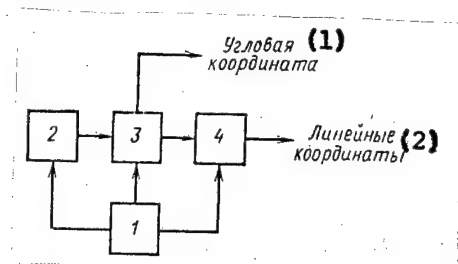 Угловая (1)
координата
2
3
4
Линейные (2)
координаты
1